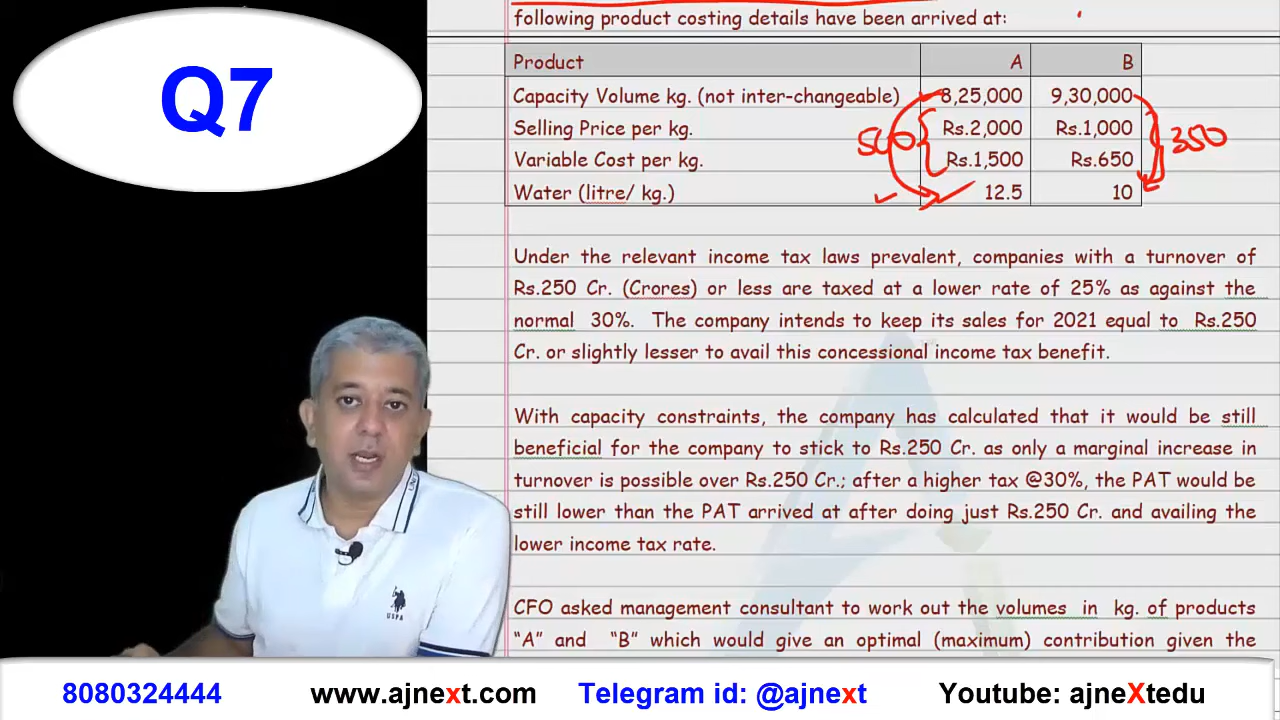 Q7
following product costing details have been arrived at:
Product A B
Capacity Volume kg. (not inter-changeable) 8,25,000 9,30,000
Selling Price per kg. Rs.2,000 Rs.1,000
Variable Cost per kg. Rs.1,500 Rs.650
Water (litre/ kg.) 12.5 10
500
350
Under the relevant income tax laws prevalent, companies with a turnover of
Rs.250 Cr. (Crores) or less are taxed at a lower rate of 25% as against the
normal 30%. The company intends to keep its sales for 2021 equal to Rs.250
Cr. or slightly lesser to avail this concessional income tax benefit.
With capacity constraints, the company has calculated that it would be still
beneficial for the company to stick to Rs.250 Cr. as only a marginal increase in
turnover is possible over Rs.250 Cr.; after a higher tax @30%, the PAT would be
still lower than the PAT arrived at after doing just Rs.250 Cr. and availing the
lower income tax rate.
CFO asked management consultant to work out the volumes in kg. of products
“A” and “B” which would give an optimal (maximum) contribution given the
USPA
8080324444 www.ajnext.com Telegram id: @ajnext Youtube: ajneXtedu